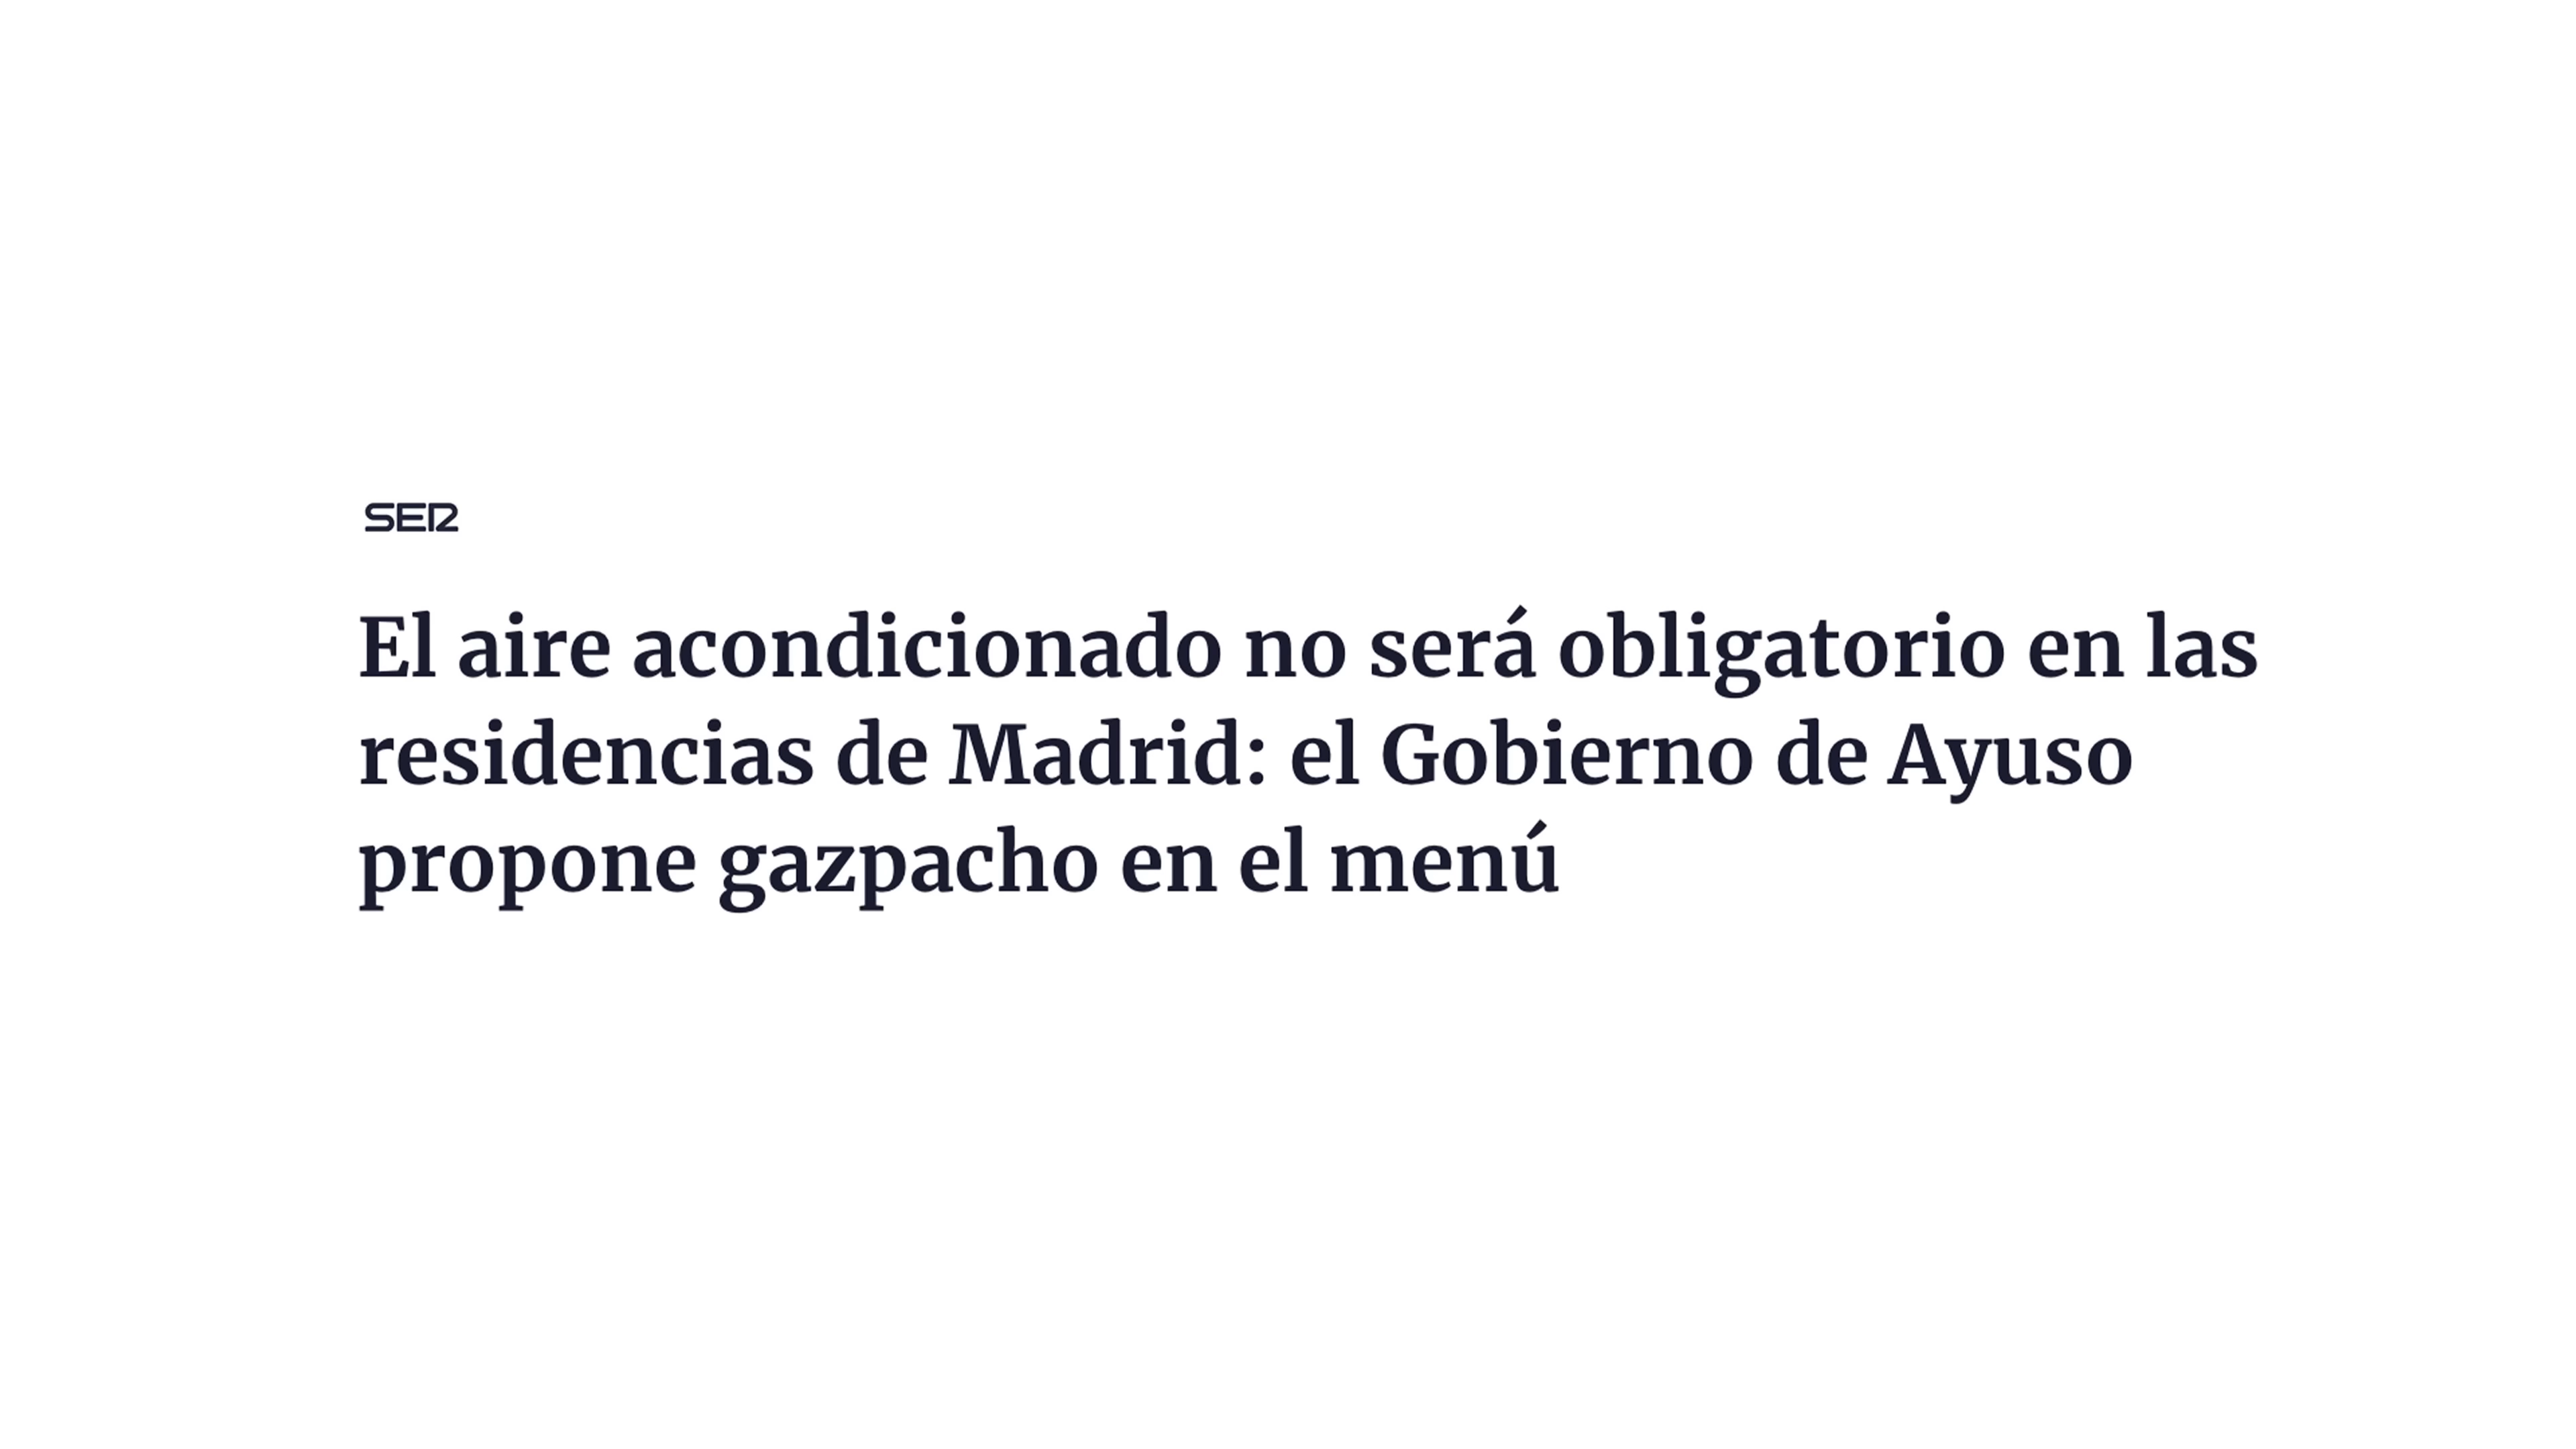 SER
El aire acondicionado no será obligatorio en las
residencias de Madrid: el Gobierno de Ayuso
propone gazpacho en el menú